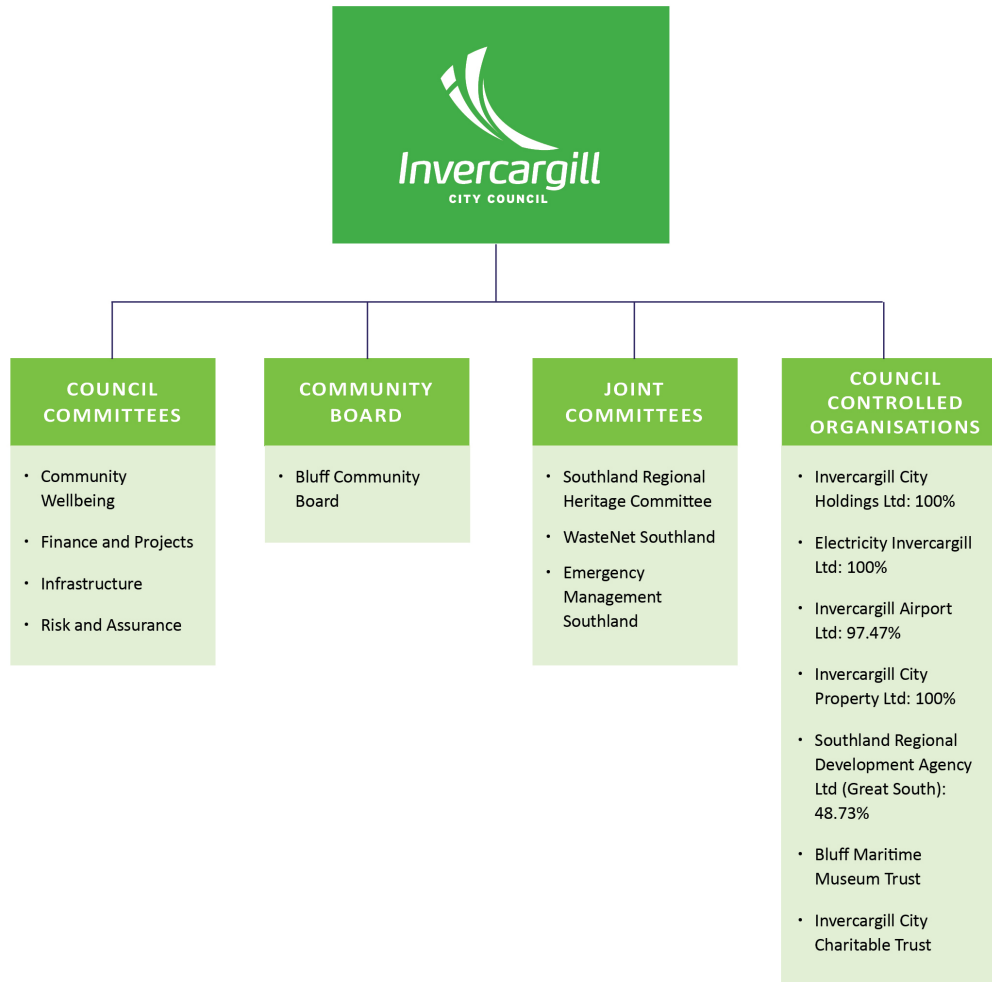 Invercargill
CITY COUNCIL
COUNCIL
COMMITTEES
• Community
Wellbeing
• Finance and Projects
• Infrastructure
• Risk and Assurance
COMMUNITY
BOARD
• Bluff Community
Board
JOINT
COMMITTEES
• Southland Regional
Heritage Committee
• WasteNet Southland
• Emergency
Management
Southland
COUNCIL
CONTROLLED
ORGANISATIONS
• Invercargill City
Holdings Ltd: 100%
• Electricity Invercargill
Ltd: 100%
• Invercargill Airport
Ltd: 97.47%
• Invercargill City
Property Ltd: 100%
• Southland Regional
Development Agency
Ltd (Great South):
48.73%
• Bluff Maritime
Museum Trust
• Invercargill City
Charitable Trust